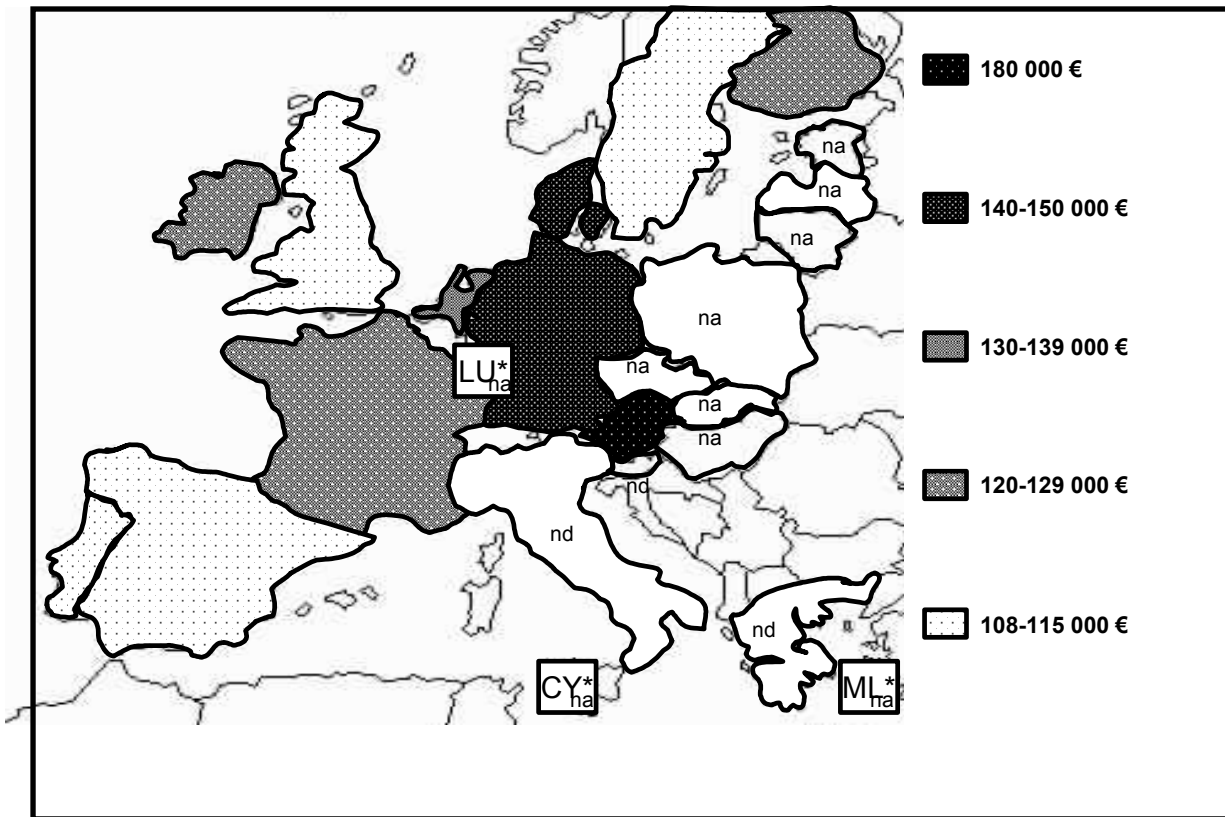 180 000 €
na
na
140-150 000 €
na
na
130-139 000 €
LU*
na
na
na
na
120-129 000 €
nd
nd
108-115 000 €
nd
CY*
na
ML*
na